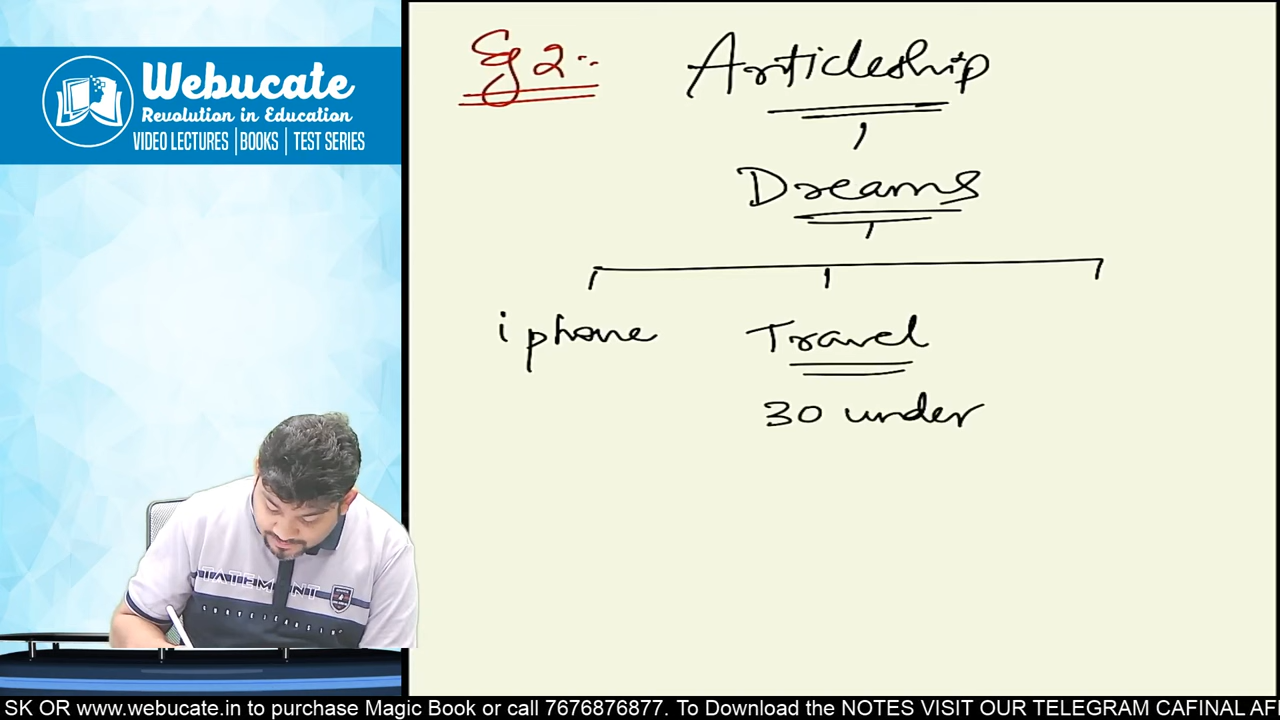 Webucate
Revolution in Education
VIDEO LECTURES | BOOKS | TEST SERIES
Eg 2:-
Articleship
Dreams
iphone
Travel
30 under
TATEMENT
SK OR www.webucate.in to purchase Magic Book or call 7676876877. To Download the NOTES VISIT OUR TELEGRAM CAFINAL AF